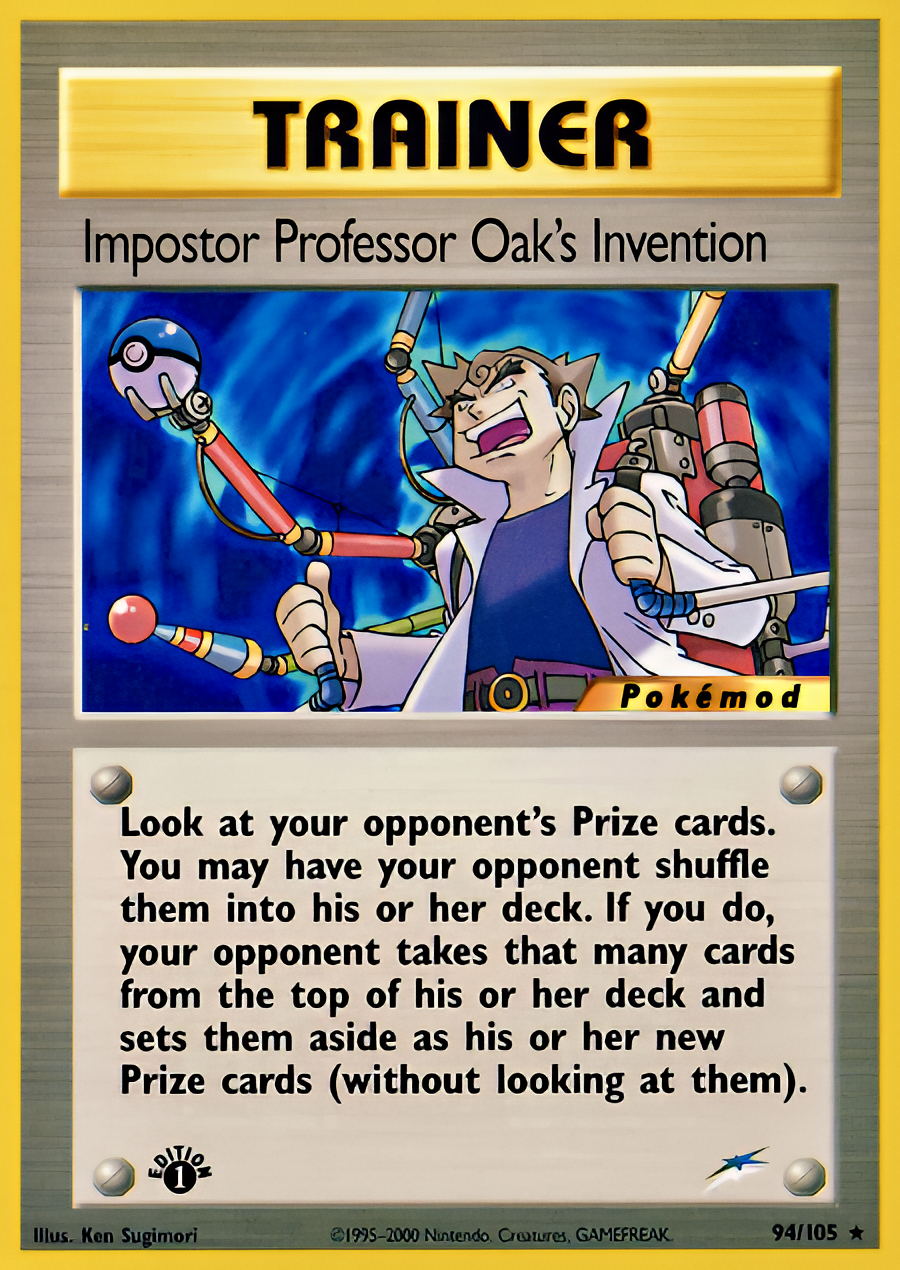 TRAINER
Impostor Professor Oak's Invention
Pokémod
Look at your opponent's Prize cards.
You may have your opponent shuffle
them into his or her deck. If you do,
your opponent takes that many cards
from the top of his or her deck and
sets them aside as his or her new
Prize cards (without looking at them).
EDITION
1
Illus. Ken Sugimori
©1995-2000 Nintendo, Creatures, GAMEFREAK.
94/105 ★